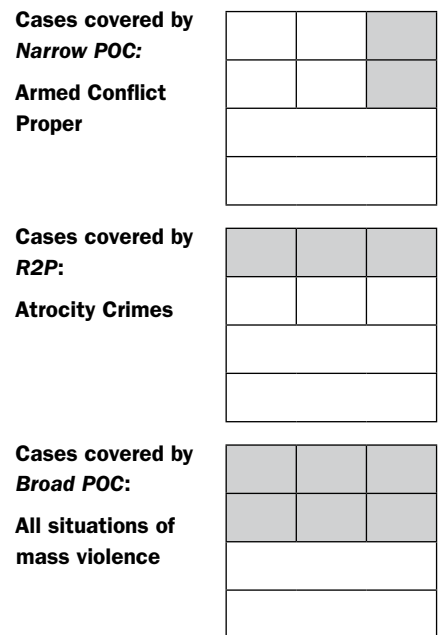 Cases covered by
Narrow POC:
Armed Conflict
Proper
Cases covered by
R2P:
Atrocity Crimes
Cases covered by
Broad POC:
All situations of
mass violence